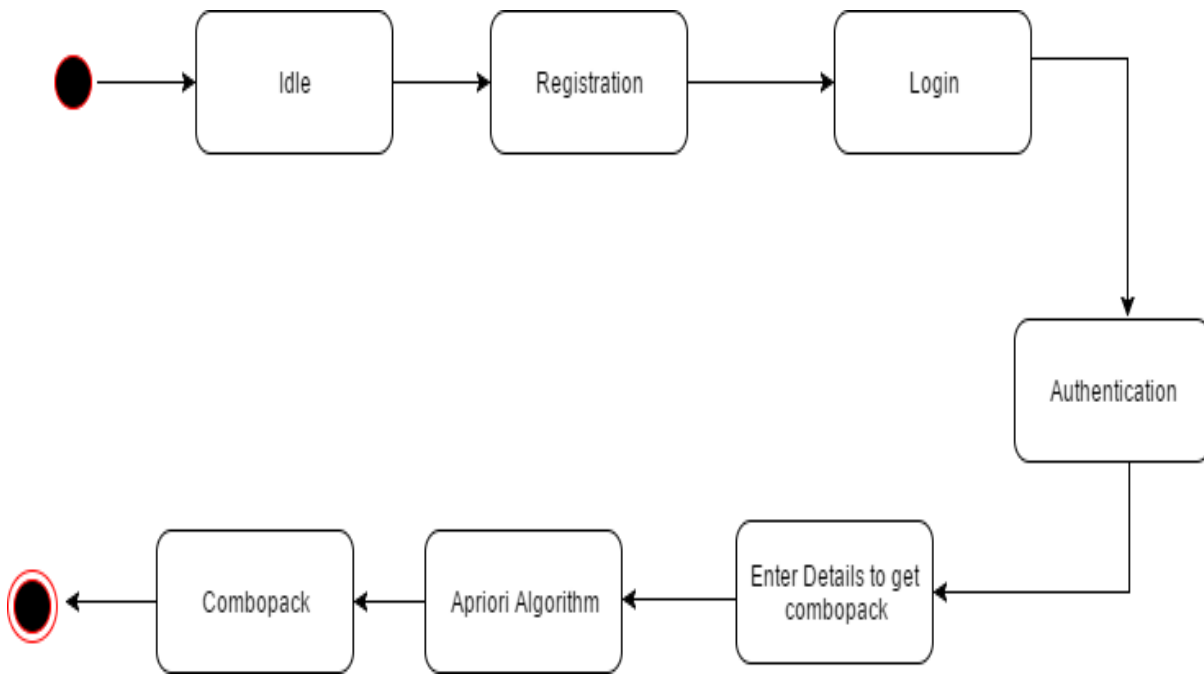 Idle
Registration
Login
Authentication
Enter Details to get
combopack
Apriori Algorithm
Combopack